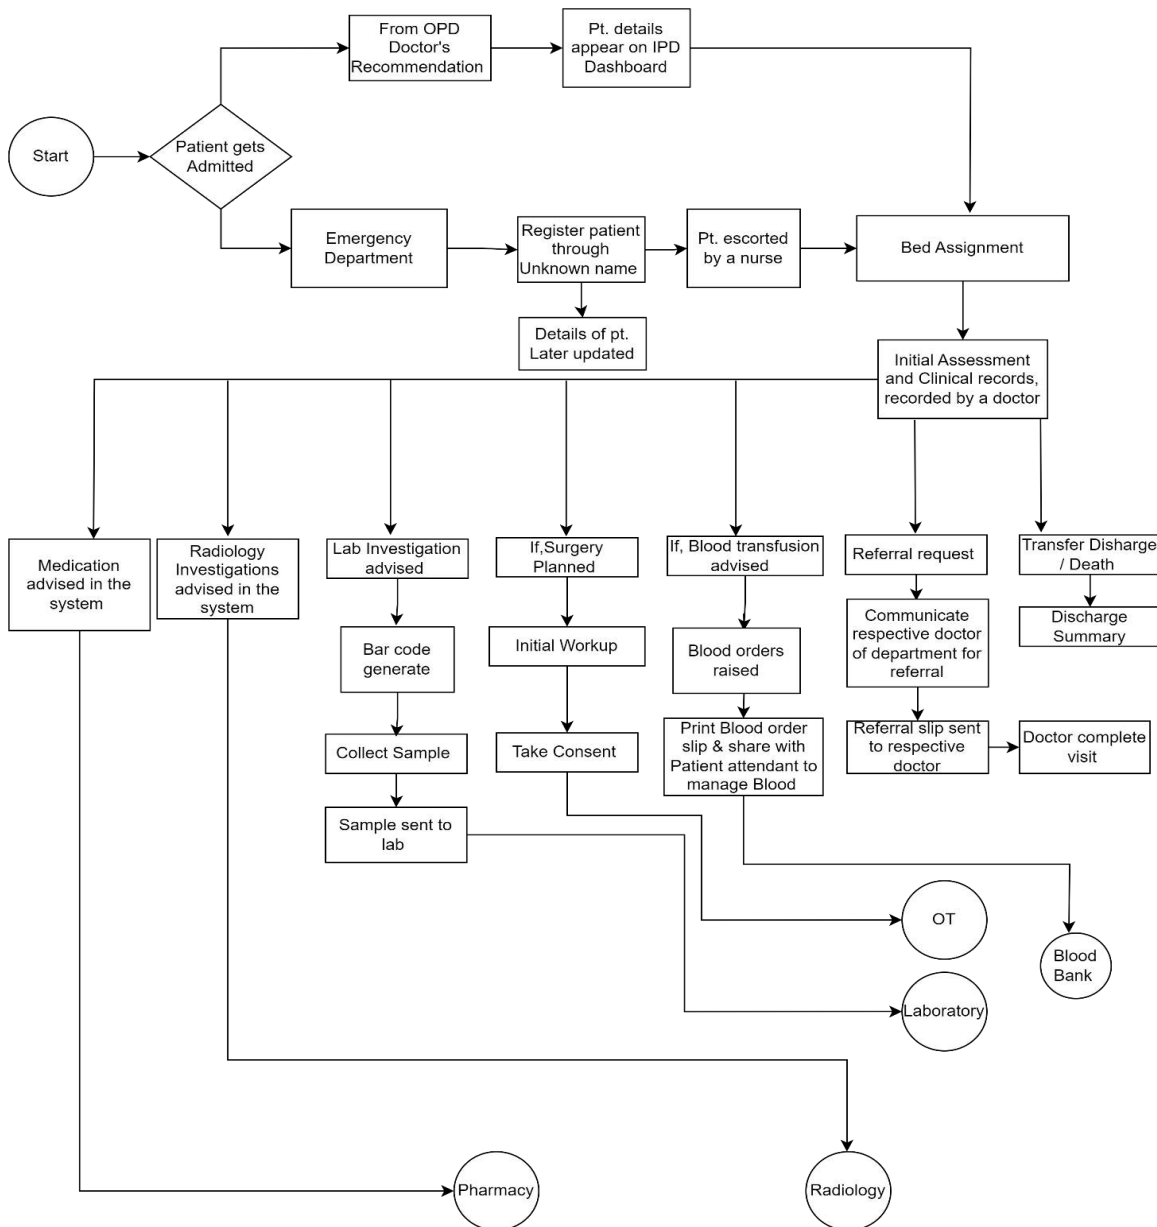 From OPD
Doctor's
Recommendation
Pt. details
appear on IPD
Dashboard
Start
Patient gets
Admitted
Emergency
Department
Register patient
through
Unknown name
Pt. escorted
by a nurse
Bed Assignment
Details of pt.
Later updated
Initial Assessment
and Clinical records,
recorded by a doctor
Medication
advised in the
system
Radiology
Investigations
advised in the
system
Lab Investigation
advised
If,Surgery
Planned
If, Blood transfusion
advised
Referral request
Transfer Disharge
/ Death
Bar code
generate
Initial Workup
Blood orders
raised
Communicate
respective doctor
of department for
referral
Discharge
Summary
Collect Sample
Take Consent
Print Blood order
slip & share with
Patient attendant to
manage Blood
Referral slip sent
to respective
doctor
Doctor complete
visit
Sample sent to
lab
OT
Blood
Bank
Laboratory
Pharmacy
Radiology